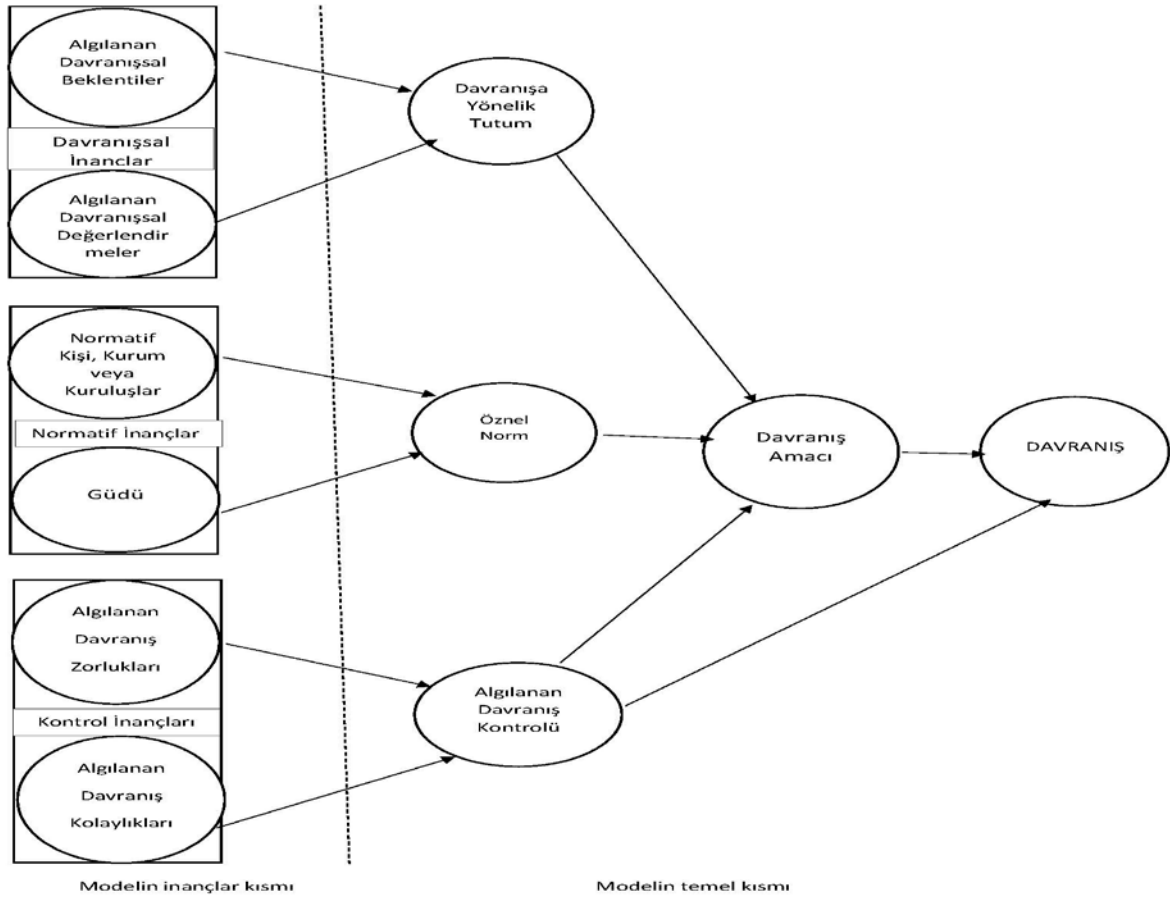 Algılanan
Davranışsal
Beklentiler
Davranışsal
İnanclar
Algılanan
Davranışsal
Değerlendir
meler
Davranışa
Yönelik
Tutum
Normatif
Kişi, Kurum
veya
Kuruluşlar
Normatif İnançlar
Güdü
Öznel
Norm
Davranış
Amacı
DAVRANIŞ
Algılanan
Davranış
Zorlukları
Kontrol İnançları
Algılanan
Davranış
Kolaylıkları
Algılanan
Davranış
Kontrolü
Modelin inançlar kısmı
Modelin temel kısmı